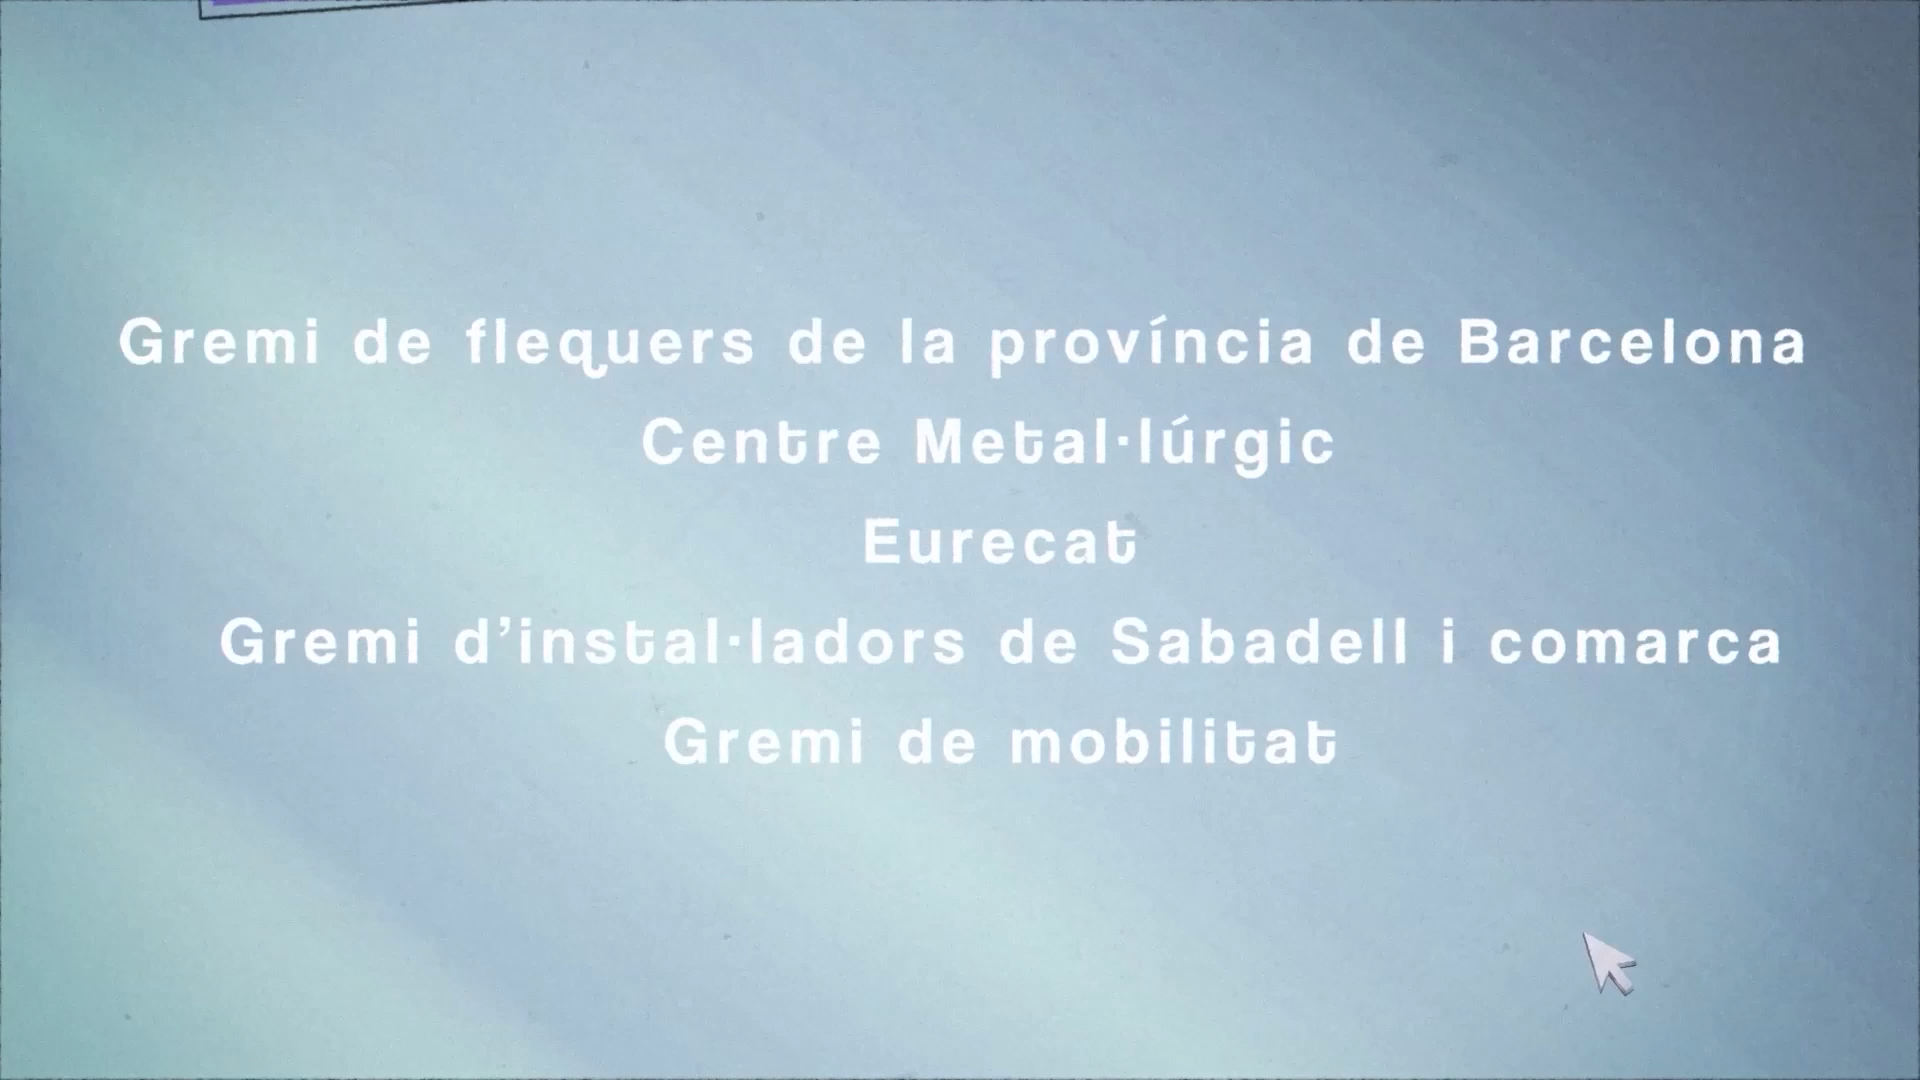 Gremi de flequers de la província de Barcelona
Centre Metal·lúrgic
Eurecat
Gremi d’instal·ladors de Sabadell i comarca
Gremi de mobilitat